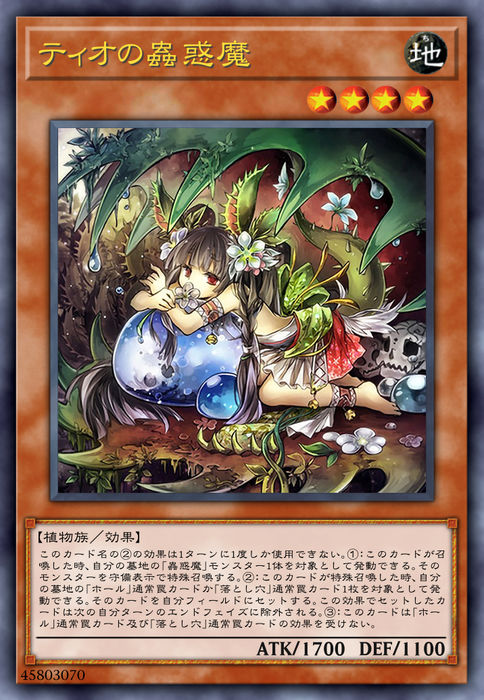 ティオの蟲惑魔
ち
地
【植物族／効果】
このカード名の②の効果は1ターンに1度しか使用できない。①：このカードが召
喚した時、自分の墓地の「蟲惑魔」モンスター1体を対象として発動できる。その
モンスターを守備表示で特殊召喚する。②：このカードが特殊召喚した時、自分
の墓地の「ホール」通常罠カードか「落とし穴」通常罠カード1枚を対象として発
動できる。そのカードを自分フィールドにセットする。この効果でセットしたカ
ードは次の自分ターンのエンドフェイズに除外される。③：このカードは「ホー
ル」通常罠カード及び「落とし穴」通常罠カードの効果を受けない。
ATK/1700 DEF/1100
45803070